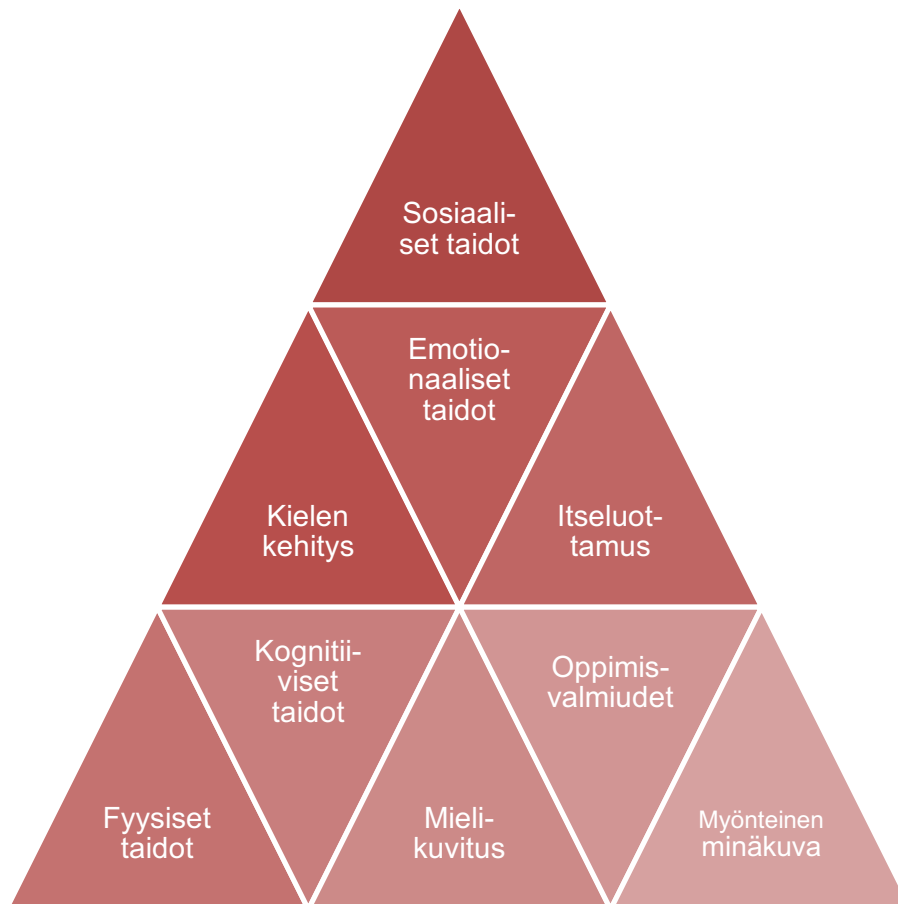 Sosiaali-
set taidot
Emotio-
naaliset
taidot
Kielen
kehitys
Itseluot-
tamus
Kognitii-
viset
taidot
Oppimis-
valmiudet
Fyysiset
taidot
Mieli-
kuvitus
Myönteinen
minäkuva